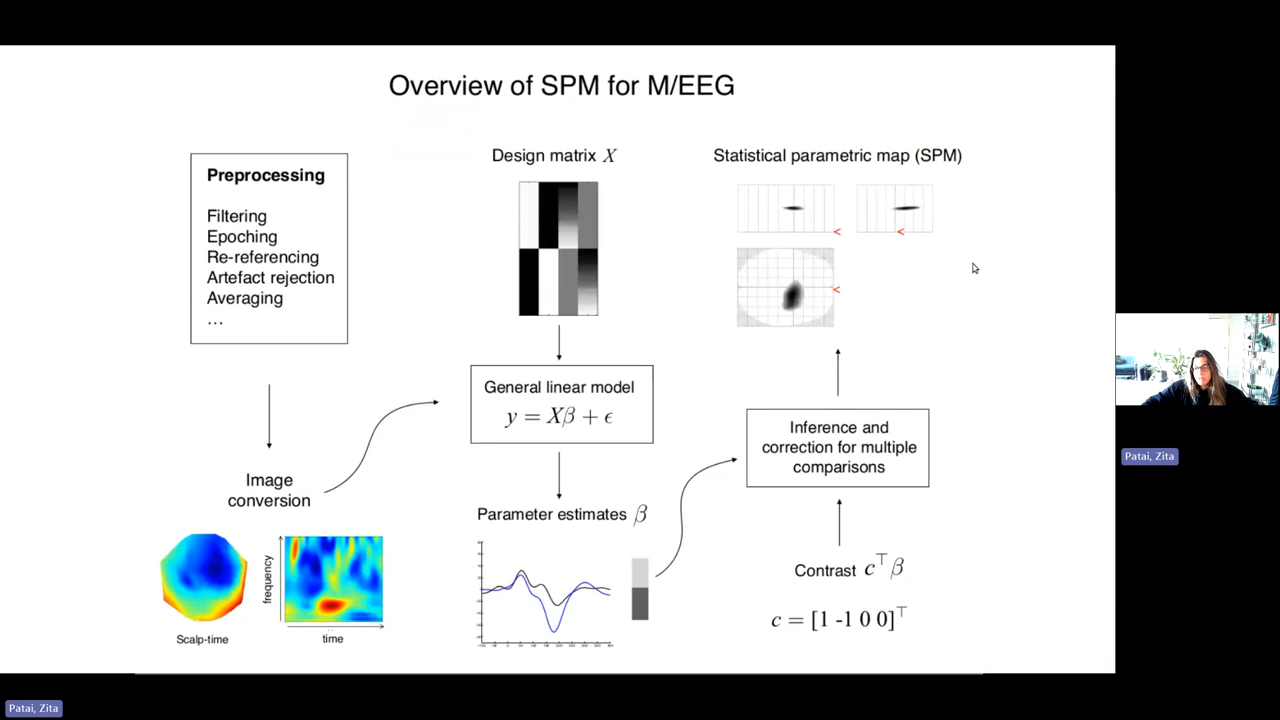 Overview of SPM for M/EEG
Preprocessing
Filtering
Epoching
Re-referencing
Artefact rejection
Averaging
...
Image
conversion
frequency
Scalp-time
time
Design matrix X
General linear model
y = Xβ + ϵ
Parameter estimates β
Statistical parametric map (SPM)
<
<
<
Inference and
correction for multiple
comparisons
Contrast c⊤β
c = [1 -1 0 0]⊤
Patai, Zita
Patai, Zita